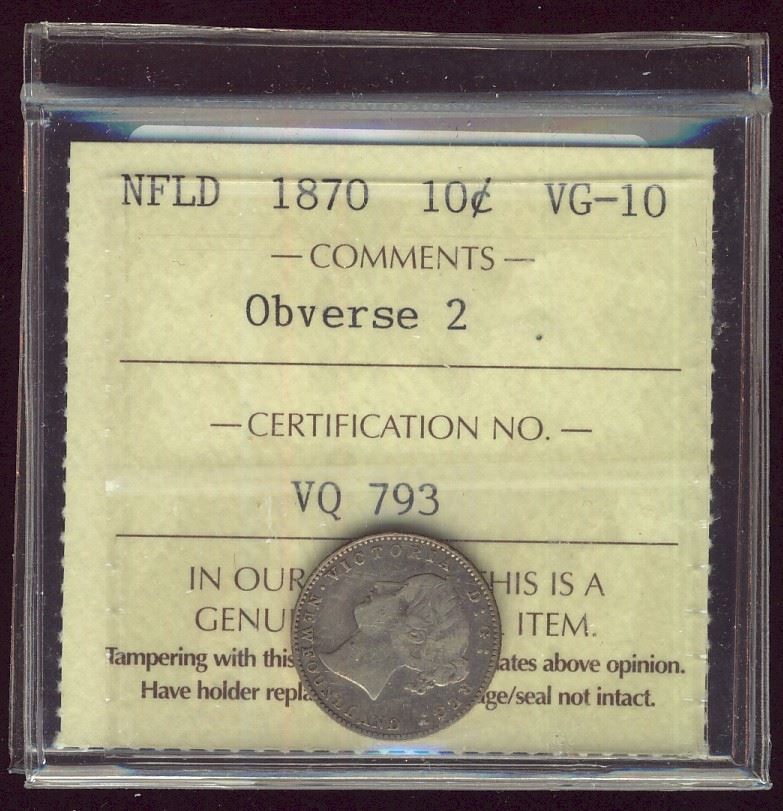 NFLD 1870 10¢ VG-10
— COMMENTS —
Obverse 2
— CERTIFICATION NO. —
VQ 793
IN OUR HIS IS A
GENU ITEM.
Tampering with this ates above opinion.
Have holder repla ge/seal not intact.
VICTORIA D: G: REG: NEWFOUNDLAND